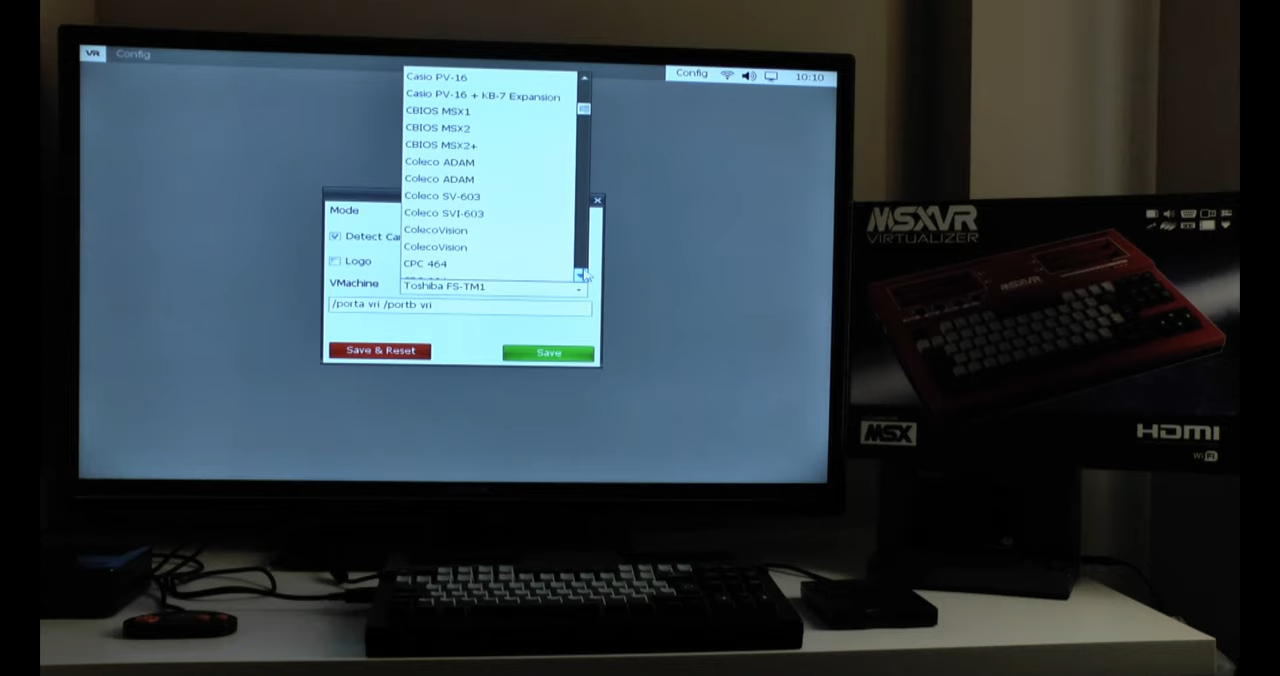 VR Config
Config 10:10
Casio PV-16
Casio PV-16 + KB-7 Expansion
CBIOS MSX1
CBIOS MSX2
CBIOS MSX2+
Coleco ADAM
Coleco ADAM
Coleco SV-603
Coleco SVI-603
ColecoVision
ColecoVision
CPC 464
Mode
Detect Ca
Logo
VMachine Toshiba FS-TM1
/porta vri /portb vri
Save & Reset Save
MSXVR
VIRTUALIZER
MSXVR
MSX
HDMI
WiFi